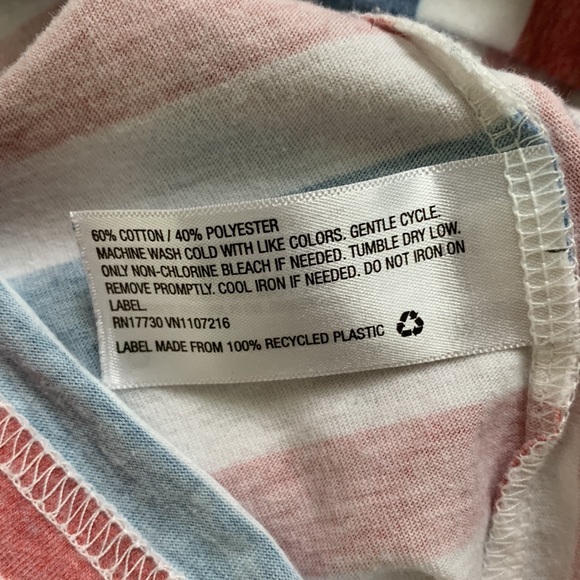 60% COTTON / 40% POLYESTER
MACHINE WASH COLD WITH LIKE COLORS. GENTLE CYCLE.
ONLY NON-CHLORINE BLEACH IF NEEDED. TUMBLE DRY LOW.
REMOVE PROMPTLY. COOL IRON IF NEEDED. DO NOT IRON ON
LABEL.
RN17730 VN1107216
LABEL MADE FROM 100% RECYCLED PLASTIC